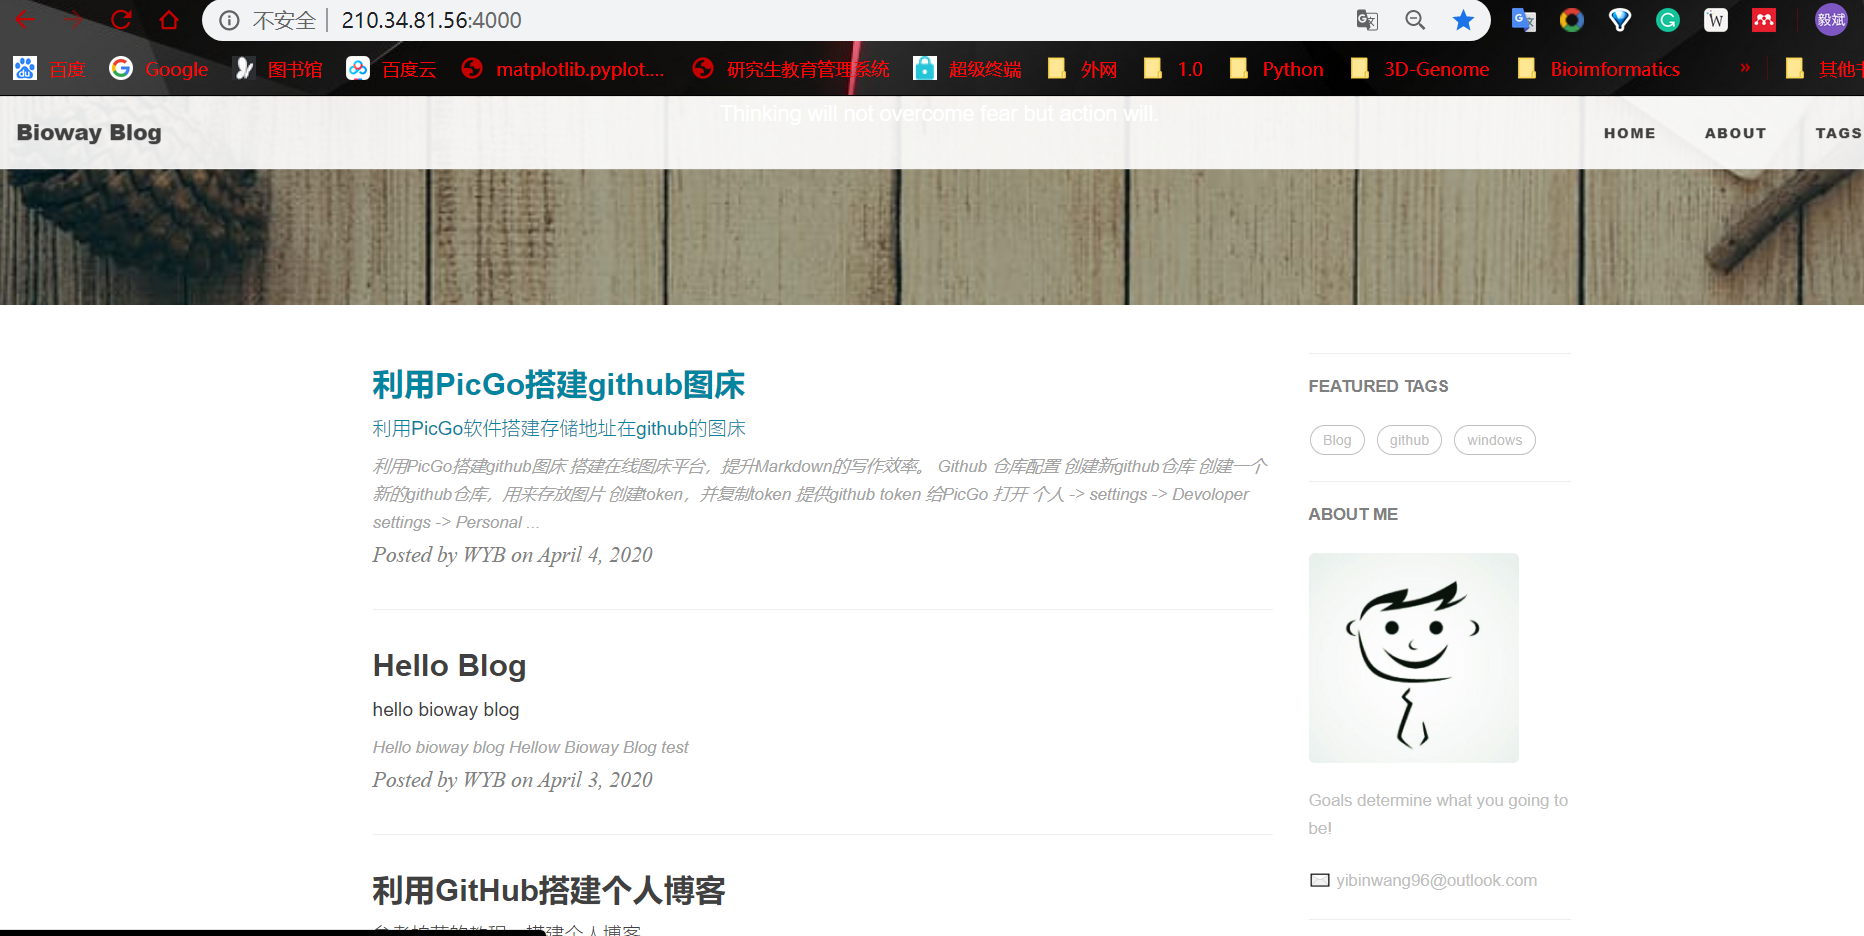 不安全 210.34.81.56:4000 毅斌
百度 Google 图书馆 百度云 matplotlib.pyplot.... 研究生教育管理系统 超级终端 外网 1.0 Python 3D-Genome Bioimformatics » 其他书
Thinking will not overcome fear but action will.
Bioway Blog HOME ABOUT TAGS
利用PicGo搭建github图床
利用PicGo软件搭建存储地址在github的图床
利用PicGo搭建github图床 搭建在线图床平台，提升Markdown的写作效率。 Github 仓库配置 创建新github仓库 创建一个
新的github仓库，用来存放图片 创建token，并复制token 提供github token 给PicGo 打开 个人 -> settings -> Devoloper
settings -> Personal ...
Posted by WYB on April 4, 2020
Hello Blog
hello bioway blog
Hello bioway blog Hellow Bioway Blog test
Posted by WYB on April 3, 2020
利用GitHub搭建个人博客
FEATURED TAGS
Blog github windows
ABOUT ME
Goals determine what you going to
be!
yibinwang96@outlook.com